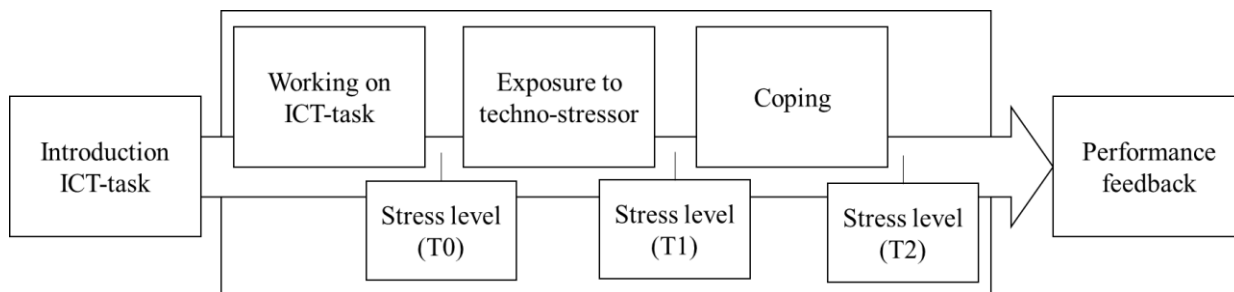 Introduction
ICT-task
Working on
ICT-task
Stress level
(T0)
Exposure to
techno-stressor
Stress level
(T1)
Coping
Stress level
(T2)
Performance
feedback